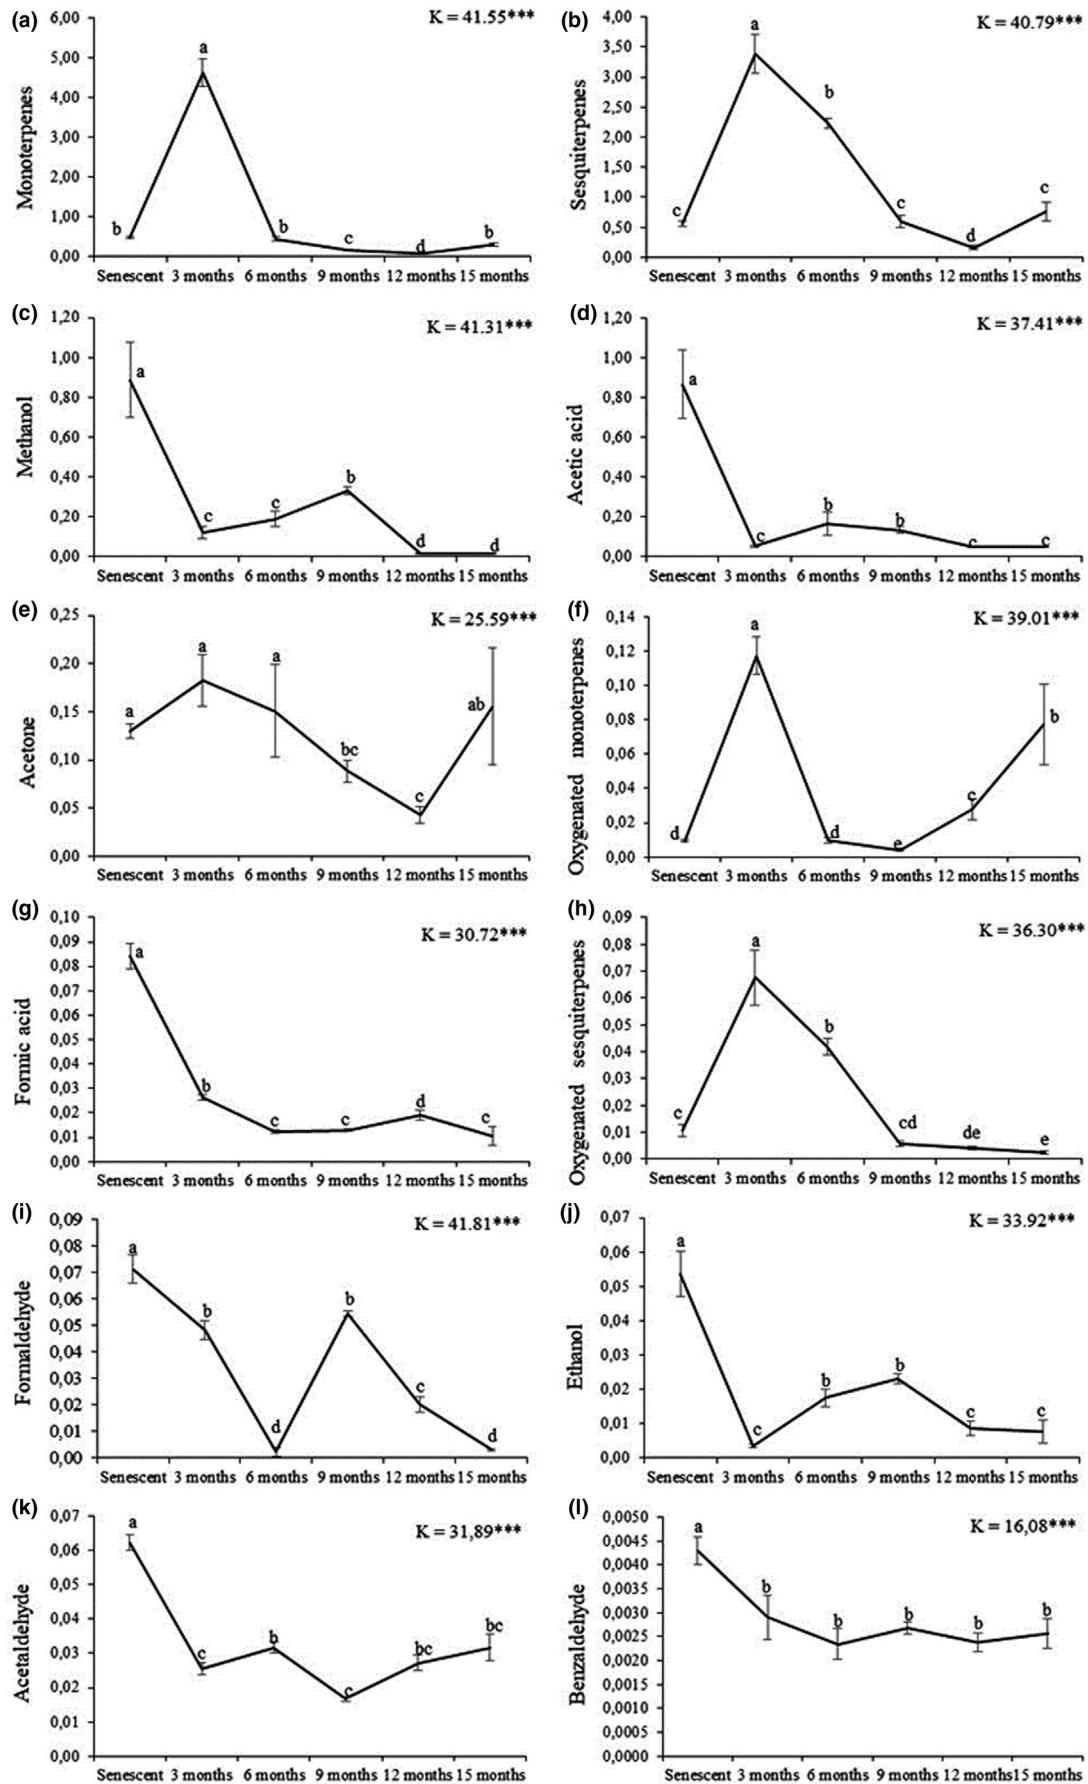 (a)
K = 41.55***
Monoterpenes
6,00
5,00
4,00
3,00
2,00
1,00
0,00
b
a
b
c
d
b
Senescent 3 months 6 months 9 months 12 months 15 months
(b)
K = 40.79***
Sesquiterpenes
4,00
3,50
3,00
2,50
2,00
1,50
1,00
0,50
0,00
c
a
b
c
d
c
Senescent 3 months 6 months 9 months 12 months 15 months
(c)
K = 41.31***
Methanol
1,20
1,00
0,80
0,60
0,40
0,20
0,00
a
c
c
b
d
d
Senescent 3 months 6 months 9 months 12 months 15 months
(d)
K = 37.41***
Acetic acid
1,20
1,00
0,80
0,60
0,40
0,20
0,00
a
c
b
b
c
c
Senescent 3 months 6 months 9 months 12 months 15 months
(e)
K = 25.59***
Acetone
0,25
0,20
0,15
0,10
0,05
0,00
a
a
a
bc
c
ab
Senescent 3 months 6 months 9 months 12 months 15 months
(f)
K = 39.01***
Oxygenated monoterpenes
0,14
0,12
0,10
0,08
0,06
0,04
0,02
0,00
d
a
d
e
c
b
Senescent 3 months 6 months 9 months 12 months 15 months
(g)
K = 30.72***
Formic acid
0,10
0,09
0,08
0,07
0,06
0,05
0,04
0,03
0,02
0,01
0,00
a
b
c
c
d
c
Senescent 3 months 6 months 9 months 12 months 15 months
(h)
K = 36.30***
Oxygenated sesquiterpenes
0,09
0,08
0,07
0,06
0,05
0,04
0,03
0,02
0,01
0,00
c
a
b
cd
de
e
Senescent 3 months 6 months 9 months 12 months 15 months
(i)
K = 41.81***
Formaldehyde
0,09
0,08
0,07
0,06
0,05
0,04
0,03
0,02
0,01
0,00
a
b
d
b
c
d
Senescent 3 months 6 months 9 months 12 months 15 months
(j)
K = 33.92***
Ethanol
0,07
0,06
0,05
0,04
0,03
0,02
0,01
0,00
a
c
b
b
c
c
Senescent 3 months 6 months 9 months 12 months 15 months
(k)
K = 31,89***
Acetaldehyde
0,07
0,06
0,05
0,04
0,03
0,02
0,01
0,00
a
c
b
c
bc
bc
Senescent 3 months 6 months 9 months 12 months 15 months
(l)
K = 16,08***
Benzaldehyde
0,0050
0,0045
0,0040
0,0035
0,0030
0,0025
0,0020
0,0015
0,0010
0,0005
0,0000
a
b
b
b
b
b
Senescent 3 months 6 months 9 months 12 months 15 months